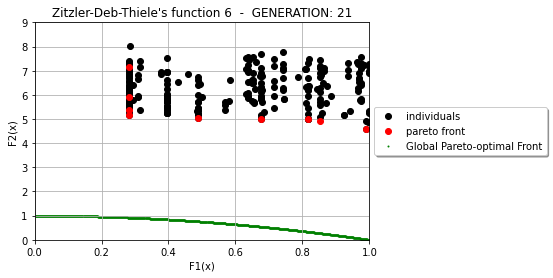 Zitzler-Deb-Thiele's function 6 - GENERATION: 21
9
8
7
6
5
4
3
2
1
0
F2(x)
0.0 0.2 0.4 0.6 0.8 1.0
F1(x)
individuals
pareto front
Global Pareto-optimal Front